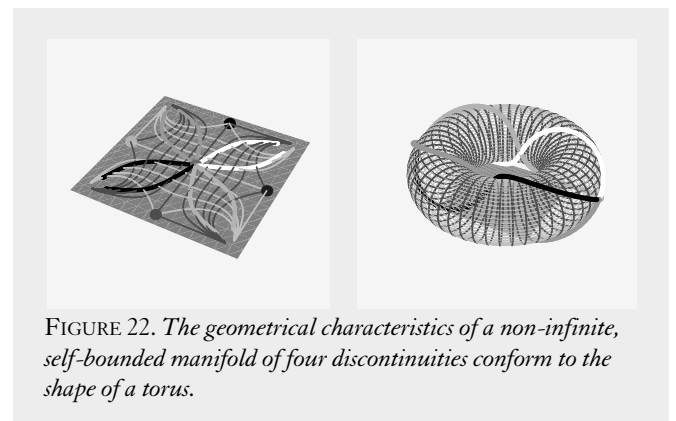 FIGURE 22. The geometrical characteristics of a non-infinite,
self-bounded manifold of four discontinuities conform to the
shape of a torus.